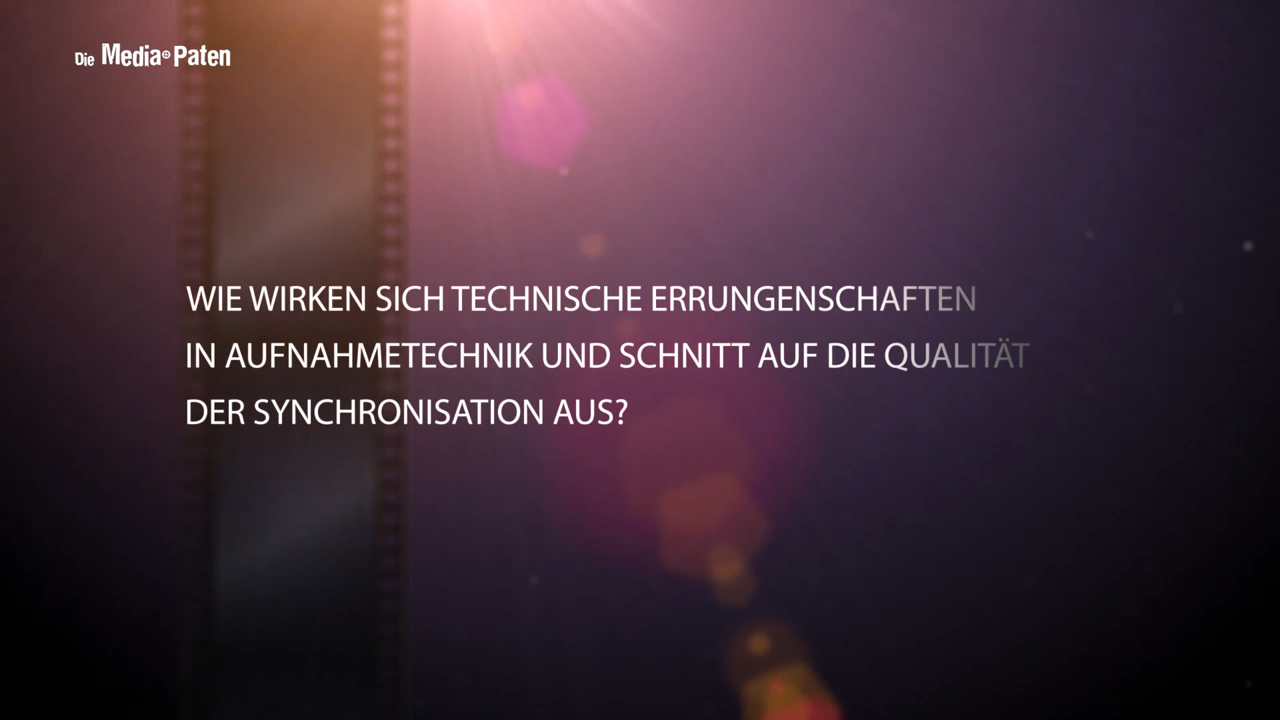 Die Media+Paten
WIE WIRKEN SICH TECHNISCHE ERRUNGENSCHAFTEN
IN AUFNAHMETECHNIK UND SCHNITT AUF DIE QUALITÄT
DER SYNCHRONISATION AUS?